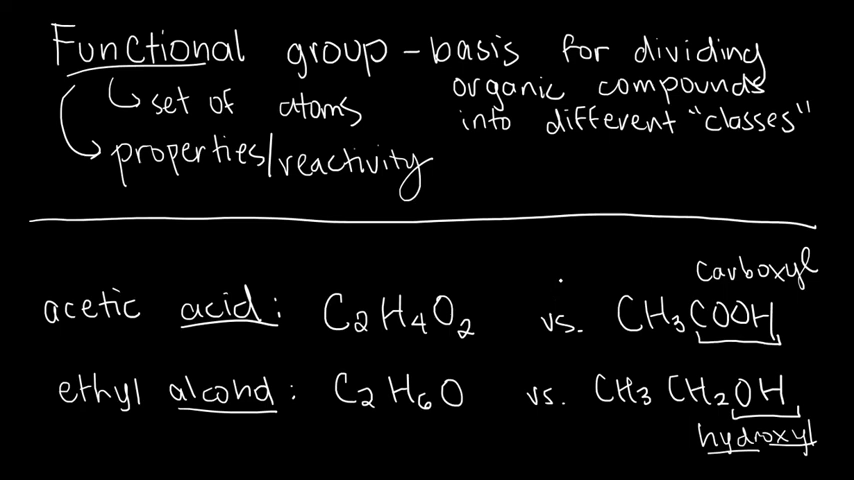 Functional group - basis for dividing
set of atoms organic compounds
into different "classes"
properties/reactivity
carboxyl
acetic acid: C2H4O2 vs. CH3COOH
ethyl alcohol: C2H6O vs. CH3CH2OH
hydroxyl